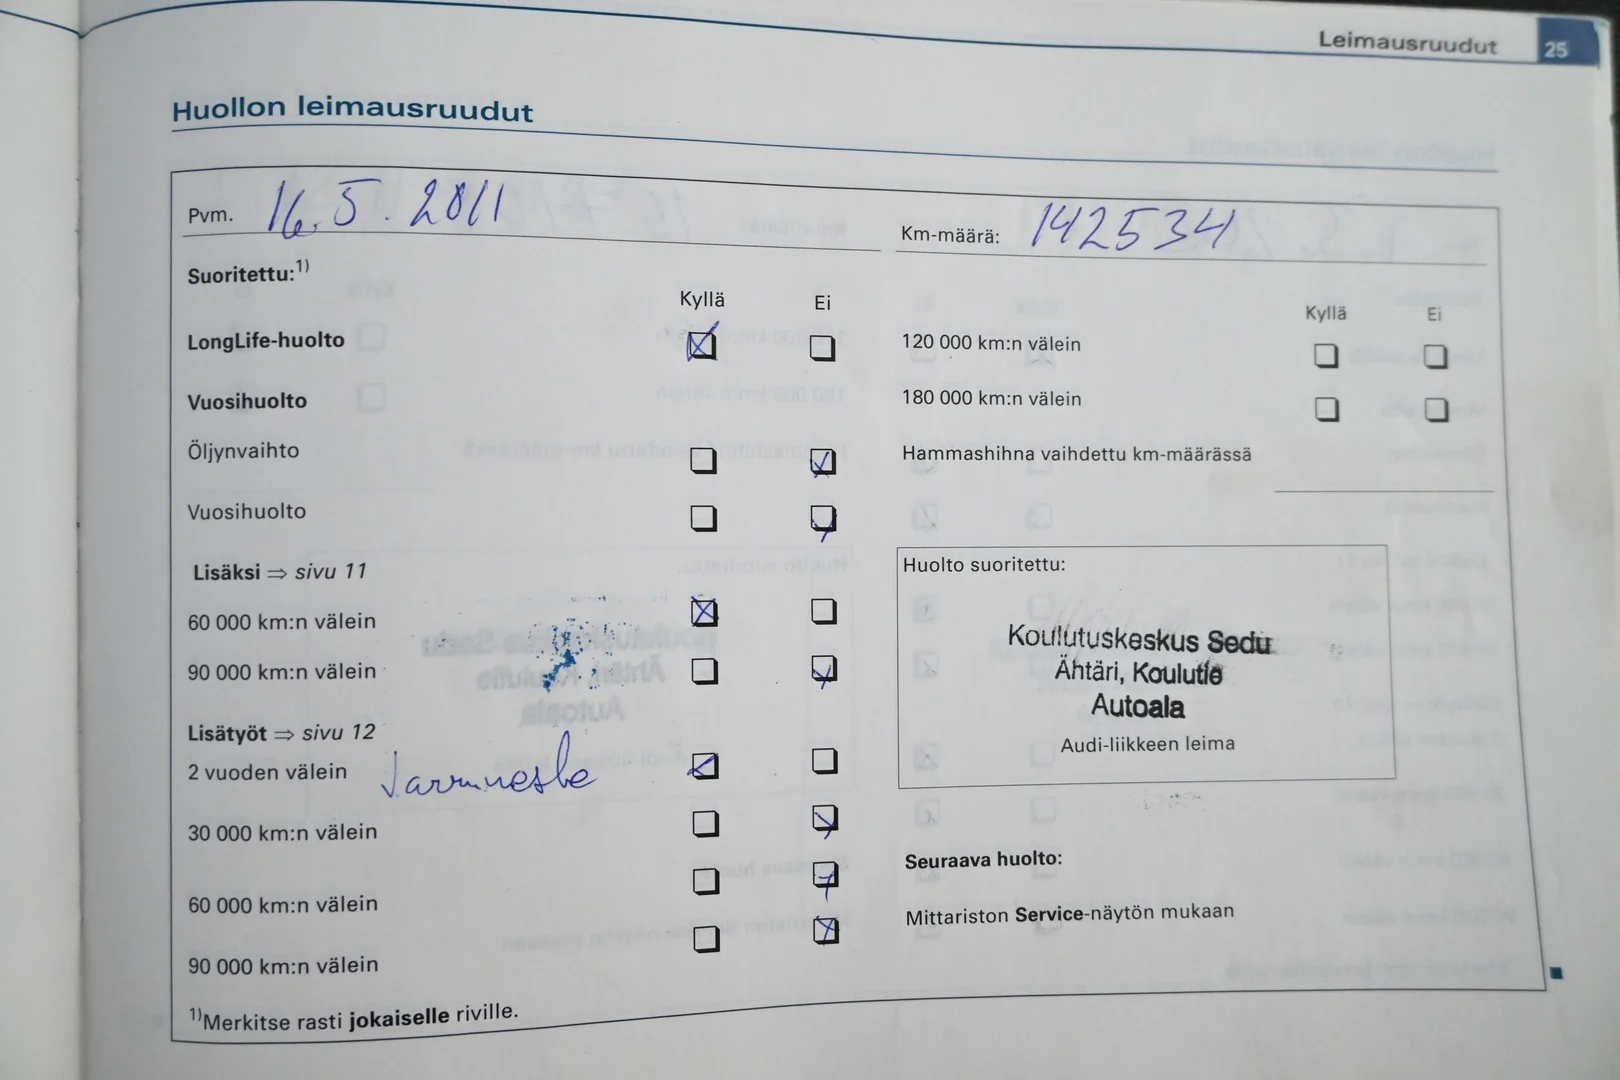 Leimausruudut 25
Huollon leimausruudut
Pvm. 16.5.2011
Km-määrä: 142534
Suoritettu:1)
Kyllä Ei
LongLife-huolto
Vuosihuolto
Öljynvaihto
Vuosihuolto
Lisäksi ⇒ sivu 11
60 000 km:n välein
90 000 km:n välein
Lisätyöt ⇒ sivu 12
2 vuoden välein Jarruneste
30 000 km:n välein
60 000 km:n välein
90 000 km:n välein
1)Merkitse rasti jokaiselle riville.
Kyllä Ei
120 000 km:n välein
180 000 km:n välein
Hammashihna vaihdettu km-määrässä
Huolto suoritettu:
Koulutuskeskus Sedu
Ähtäri, Koulutie
Autoala
Audi-liikkeen leima
Seuraava huolto:
Mittariston Service-näytön mukaan